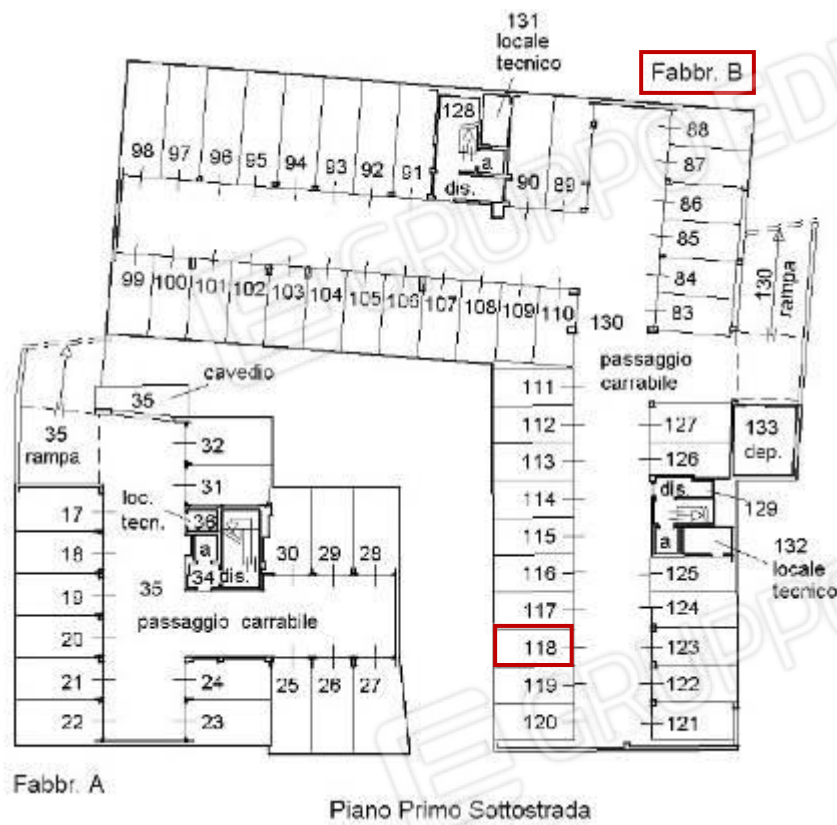 131
locale
tecnico
Fabbr. B
128
88
98 97 96 95 94 93 92 91
a
90 89
87
dis.
86
85
84
83
130
rampa
99 100 101 102 103 104 105 106 107 108 109 110
130
passaggio
carrabile
cavedio
35
111
112
127
133
dep.
35
rampa
32
113
126
31
loc.
tecn.
dis.
129
17
36
114
a
18
a
30 29 28
115
132
locale
tecnico
34 dis.
116
125
19
35
117
124
passaggio carrabile
20
118
123
21
24
25 26 27
119
122
22
23
120
121
Fabbr. A
Piano Primo Sottostrada
GRUPPO EDI
GRUPPO